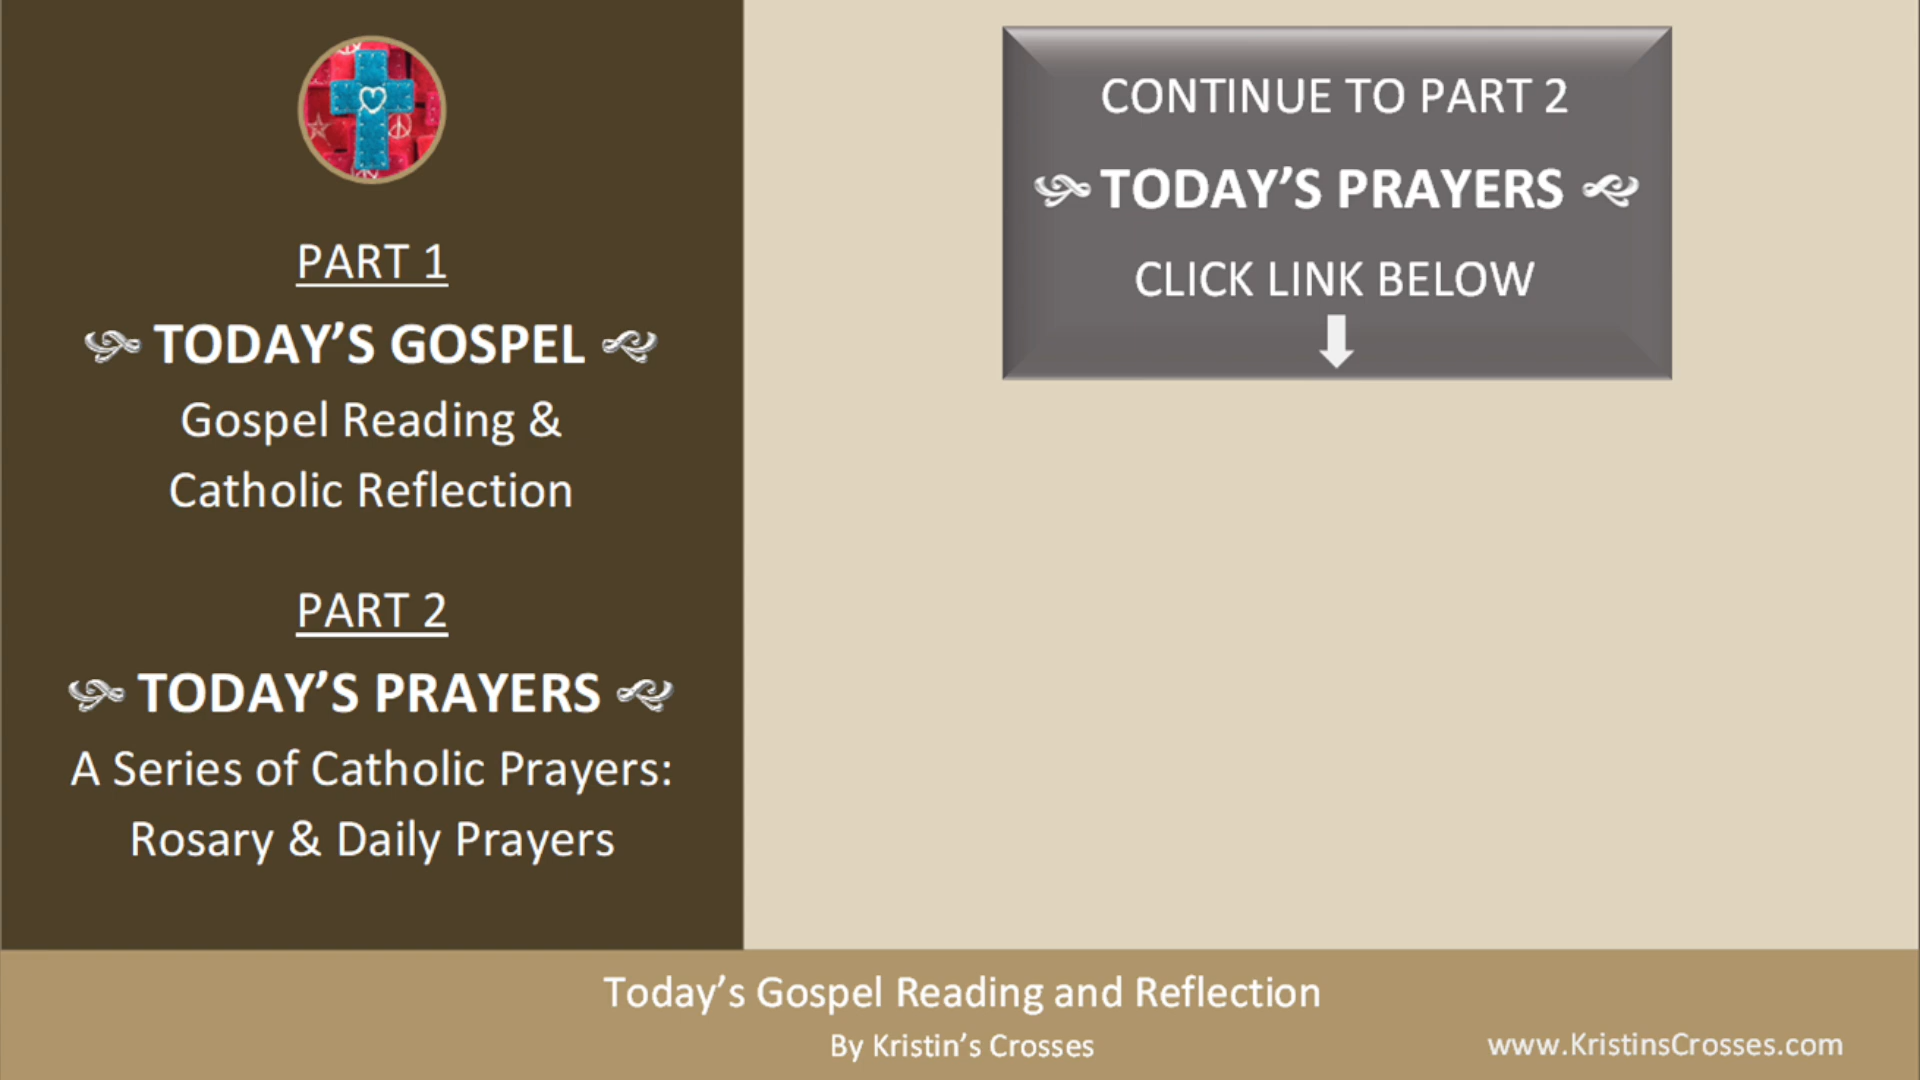 PART 1
TODAY’S GOSPEL
Gospel Reading &
Catholic Reflection
PART 2
TODAY’S PRAYERS
A Series of Catholic Prayers:
Rosary & Daily Prayers
CONTINUE TO PART 2
TODAY’S PRAYERS
CLICK LINK BELOW
Today’s Gospel Reading and Reflection
By Kristin’s Crosses
www.KristinsCrosses.com